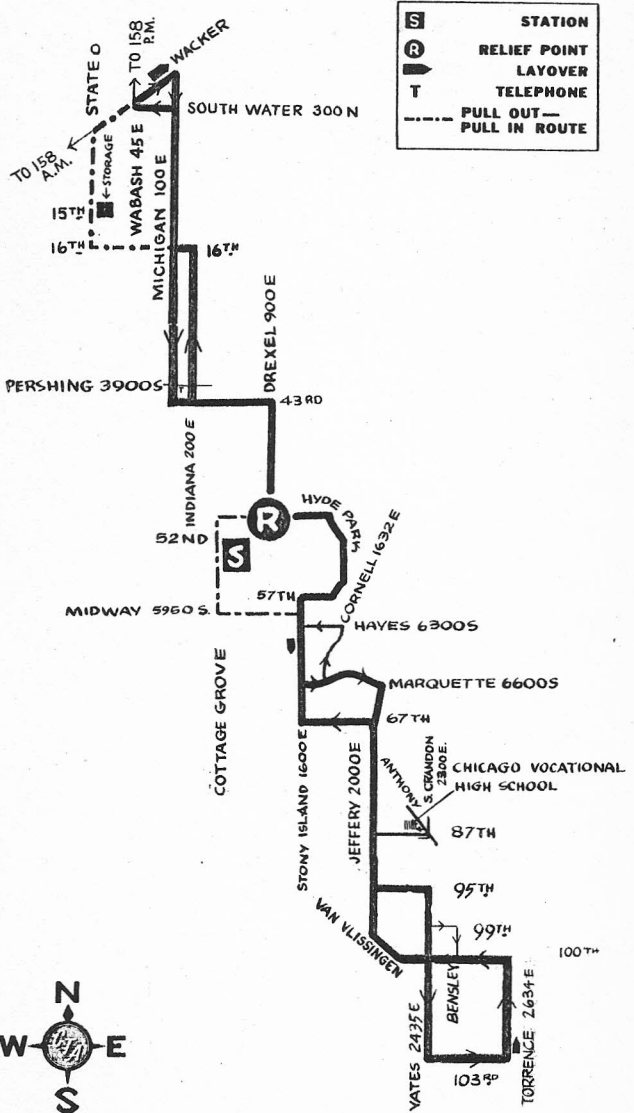 S STATION
R RELIEF POINT
LAYOVER
T TELEPHONE
PULL OUT—
PULL IN ROUTE
TO 158
P.M.
WACKER
STATE 0
SOUTH WATER 300 N
TO 158
A.M.
STORAGE
WABASH 45 E
MICHIGAN 100 E
15TH
16TH
16TH
DREXEL 900 E
PERSHING 3900 S
T
43RD
INDIANA 200 E
HYDE PARK
R
52ND
S
57TH
CORNELL 1632 E
MIDWAY 5950 S.
HAYES 6300 S
MARQUETTE 6600 S
COTTAGE GROVE
67TH
STONY ISLAND 1600 E
JEFFERY 2000 E
ANTHONY
S. CRANDON
2300 E.
CHICAGO VOCATIONAL
HIGH SCHOOL
87TH
95TH
VAN VLISSINGEN
99TH
100TH
BENSLEY
YATES 2435 E
TORRENCE 2634 E
103RD
N
W E
CTA
S